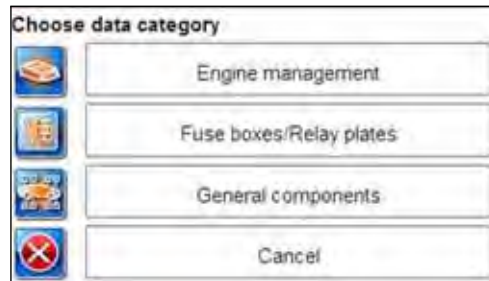 Choose data category
Engine management
Fuse boxes/Relay plates
General components
Cancel